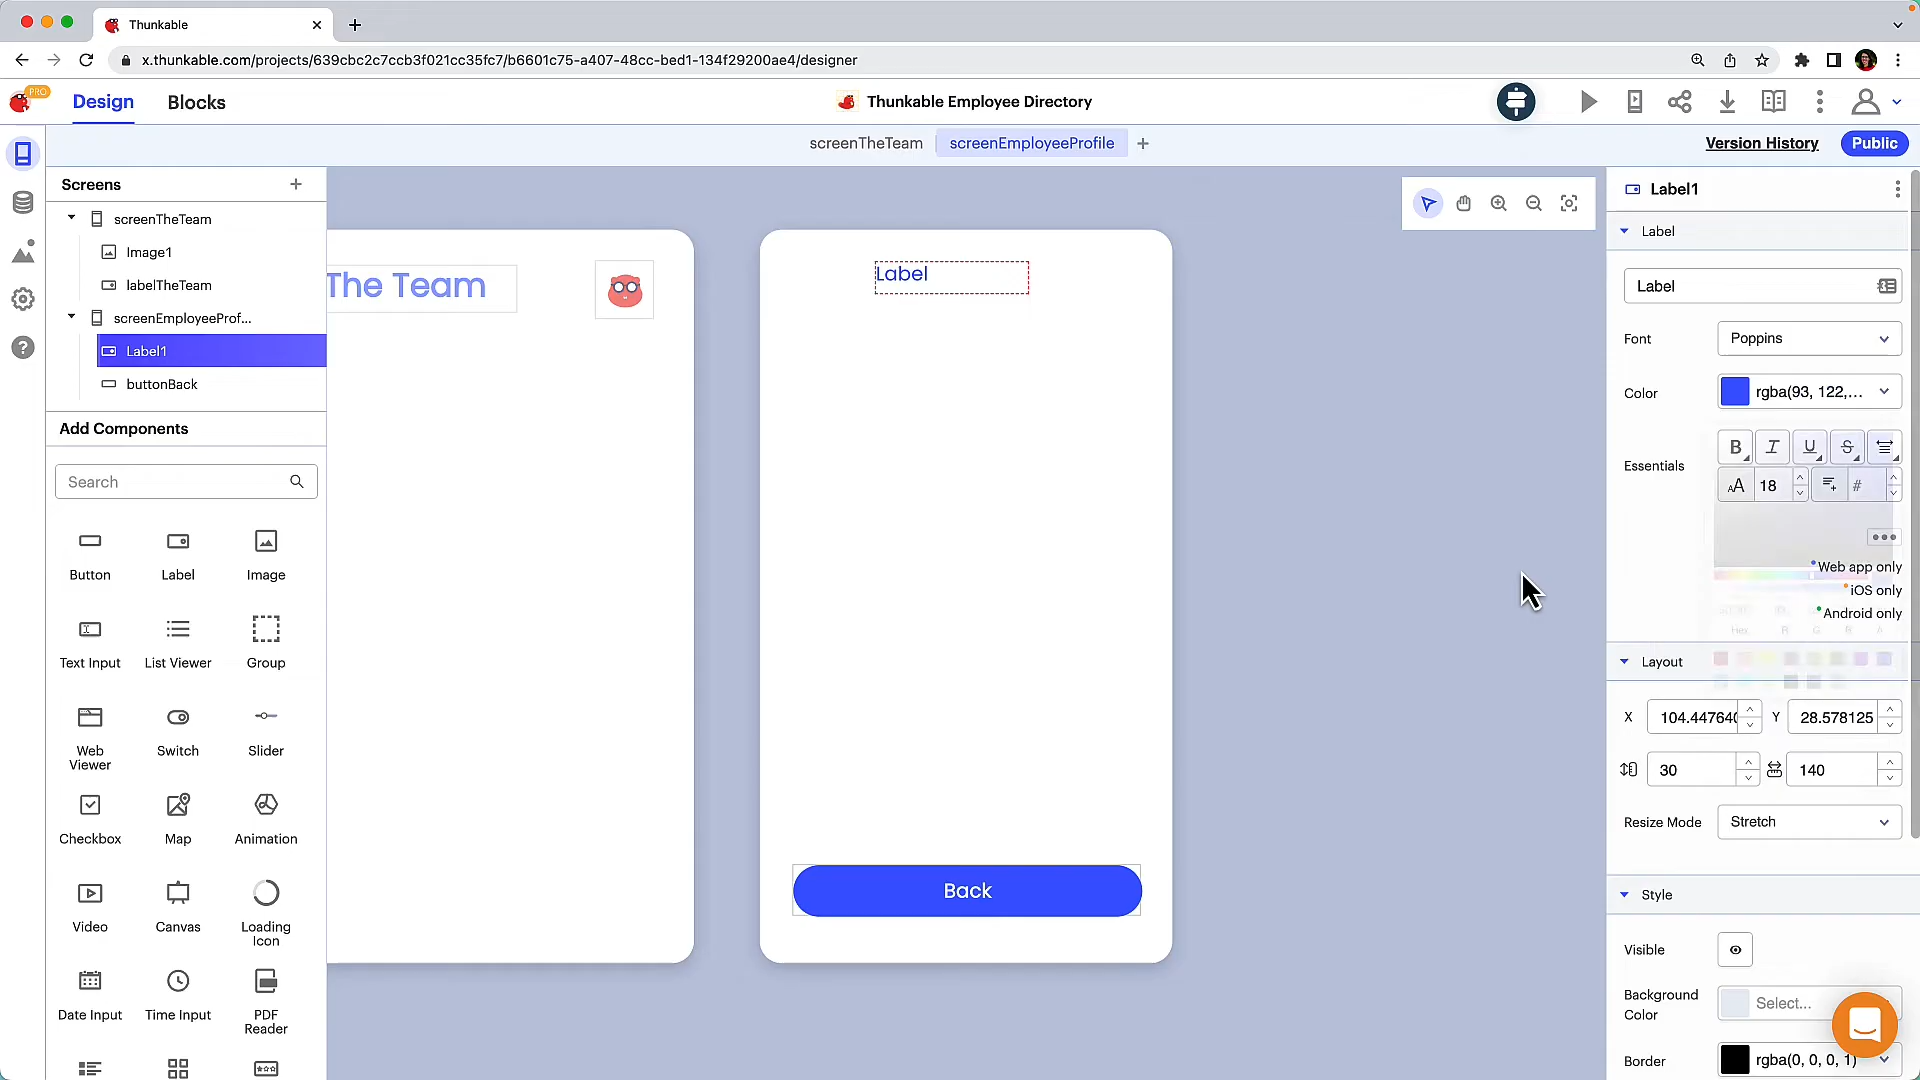 Thunkable
x.thunkable.com/projects/639cbc2c7ccb3f021cc35fc7/b6601c75-a407-48cc-bed1-134f29200ae4/designer
PRO
Design
Blocks
Thunkable Employee Directory
screenTheTeam
screenEmployeeProfile
Version History
Public
Screens
screenTheTeam
Image1
labelTheTeam
screenEmployeeProf...
Label1
buttonBack
Add Components
Search
Button
Label
Image
Text Input
List Viewer
Group
Web
Viewer
Switch
Slider
Checkbox
Map
Animation
Video
Canvas
Loading
Icon
Date Input
Time Input
PDF
Reader
The Team
Label
Back
Label1
Label
Label
Font
Poppins
Color
rgba(93, 122,...
Essentials
B I U S
AA 18 #
Web app only
iOS only
Android only
Hex R G B A
Layout
X 104.44764 Y 28.578125
30 140
Resize Mode
Stretch
Style
Visible
Background
Color
Select...
Border
rgba(0, 0, 0, 1)